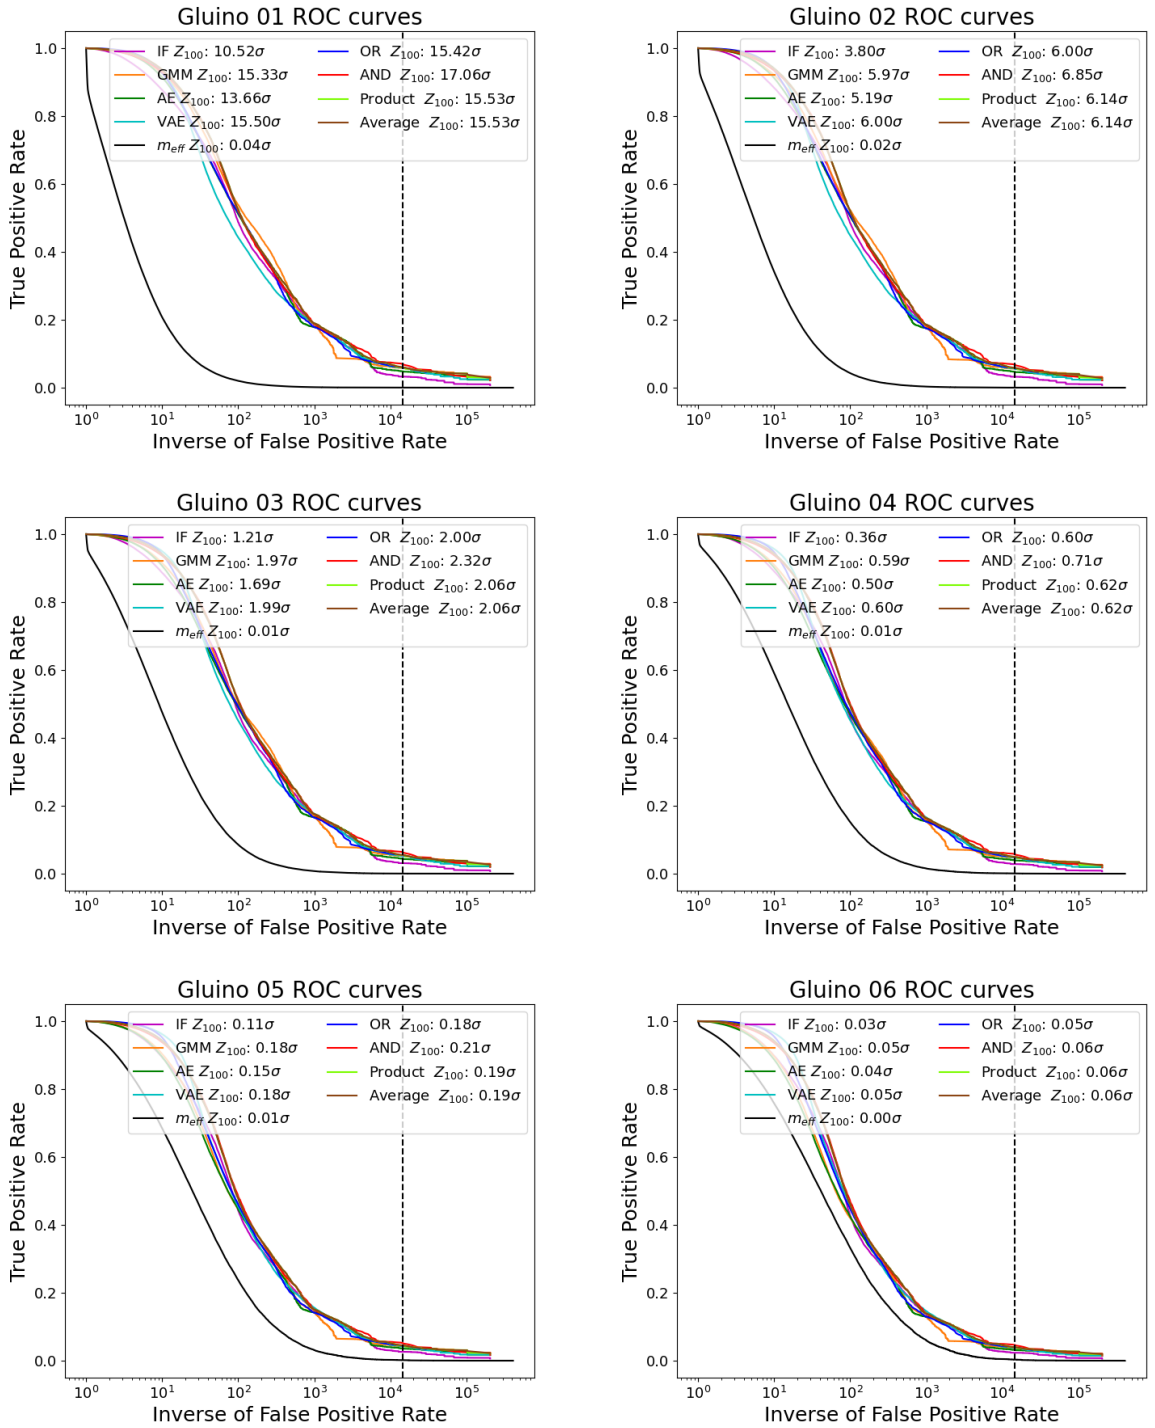 Gluino 01 ROC curves
IF Z100: 10.52σ
GMM Z100: 15.33σ
AE Z100: 13.66σ
VAE Z100: 15.50σ
meff Z100: 0.04σ
OR Z100: 15.42σ
AND Z100: 17.06σ
Product Z100: 15.53σ
Average Z100: 15.53σ
True Positive Rate
1.0
0.8
0.6
0.4
0.2
0.0
10^0 10^1 10^2 10^3 10^4 10^5
Inverse of False Positive Rate
Gluino 02 ROC curves
IF Z100: 3.80σ
GMM Z100: 5.97σ
AE Z100: 5.19σ
VAE Z100: 6.00σ
meff Z100: 0.02σ
OR Z100: 6.00σ
AND Z100: 6.85σ
Product Z100: 6.14σ
Average Z100: 6.14σ
True Positive Rate
1.0
0.8
0.6
0.4
0.2
0.0
10^0 10^1 10^2 10^3 10^4 10^5
Inverse of False Positive Rate
Gluino 03 ROC curves
IF Z100: 1.21σ
GMM Z100: 1.97σ
AE Z100: 1.69σ
VAE Z100: 1.99σ
meff Z100: 0.01σ
OR Z100: 2.00σ
AND Z100: 2.32σ
Product Z100: 2.06σ
Average Z100: 2.06σ
True Positive Rate
1.0
0.8
0.6
0.4
0.2
0.0
10^0 10^1 10^2 10^3 10^4 10^5
Inverse of False Positive Rate
Gluino 04 ROC curves
IF Z100: 0.36σ
GMM Z100: 0.59σ
AE Z100: 0.50σ
VAE Z100: 0.60σ
meff Z100: 0.01σ
OR Z100: 0.60σ
AND Z100: 0.71σ
Product Z100: 0.62σ
Average Z100: 0.62σ
True Positive Rate
1.0
0.8
0.6
0.4
0.2
0.0
10^0 10^1 10^2 10^3 10^4 10^5
Inverse of False Positive Rate
Gluino 05 ROC curves
IF Z100: 0.11σ
GMM Z100: 0.18σ
AE Z100: 0.15σ
VAE Z100: 0.18σ
meff Z100: 0.01σ
OR Z100: 0.18σ
AND Z100: 0.21σ
Product Z100: 0.19σ
Average Z100: 0.19σ
True Positive Rate
1.0
0.8
0.6
0.4
0.2
0.0
10^0 10^1 10^2 10^3 10^4 10^5
Inverse of False Positive Rate
Gluino 06 ROC curves
IF Z100: 0.03σ
GMM Z100: 0.05σ
AE Z100: 0.04σ
VAE Z100: 0.05σ
meff Z100: 0.00σ
OR Z100: 0.05σ
AND Z100: 0.06σ
Product Z100: 0.06σ
Average Z100: 0.06σ
True Positive Rate
1.0
0.8
0.6
0.4
0.2
0.0
10^0 10^1 10^2 10^3 10^4 10^5
Inverse of False Positive Rate